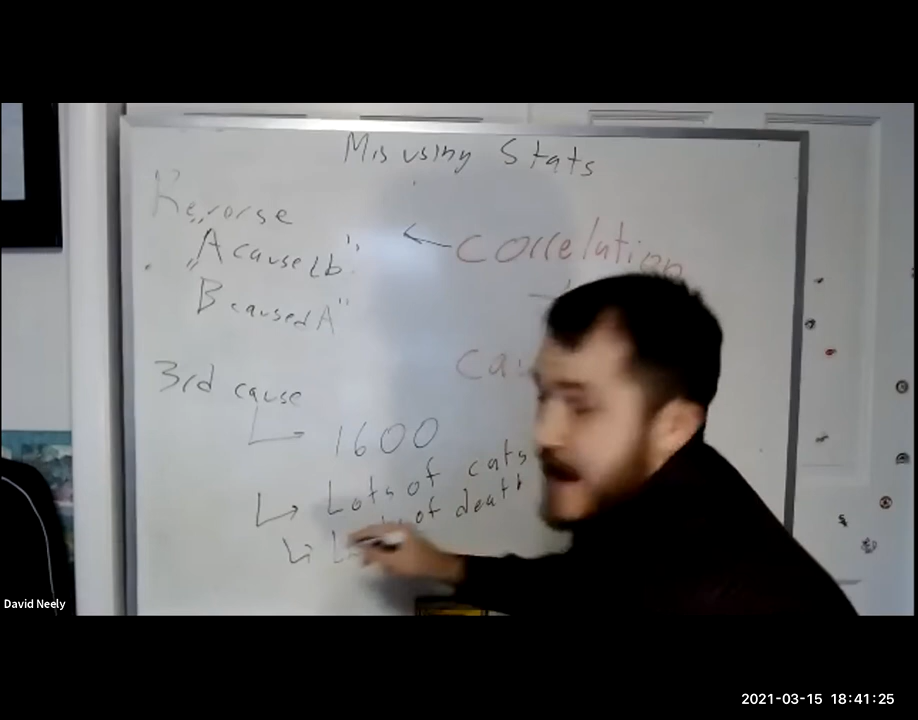 Misusing Stats
Reverse
"A caused b"
"B caused A"
correlation
3rd cause
1600
Lots of cats
of death
David Neely
2021-03-15 18:41:25